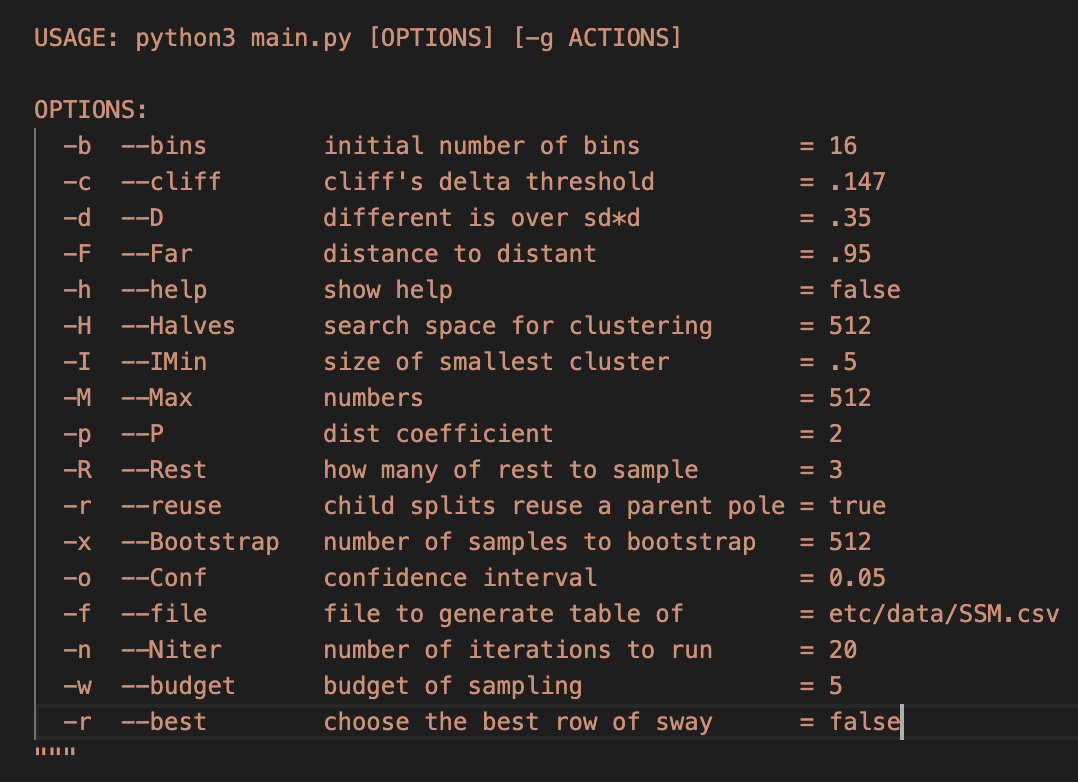 USAGE: python3 main.py [OPTIONS] [-g ACTIONS]

OPTIONS:
  -b  --bins        initial number of bins           = 16
  -c  --cliff       cliff's delta threshold          = .147
  -d  --D           different is over sd*d           = .35
  -F  --Far         distance to distant              = .95
  -h  --help        show help                        = false
  -H  --Halves      search space for clustering      = 512
  -I  --IMin        size of smallest cluster         = .5
  -M  --Max         numbers                          = 512
  -p  --P           dist coefficient                 = 2
  -R  --Rest        how many of rest to sample       = 3
  -r  --reuse       child splits reuse a parent pole = true
  -x  --Bootstrap   number of samples to bootstrap   = 512
  -o  --Conf        confidence interval              = 0.05
  -f  --file        file to generate table of        = etc/data/SSM.csv
  -n  --Niter       number of iterations to run      = 20
  -w  --budget      budget of sampling               = 5
  -r  --best        choose the best row of sway      = false
"""